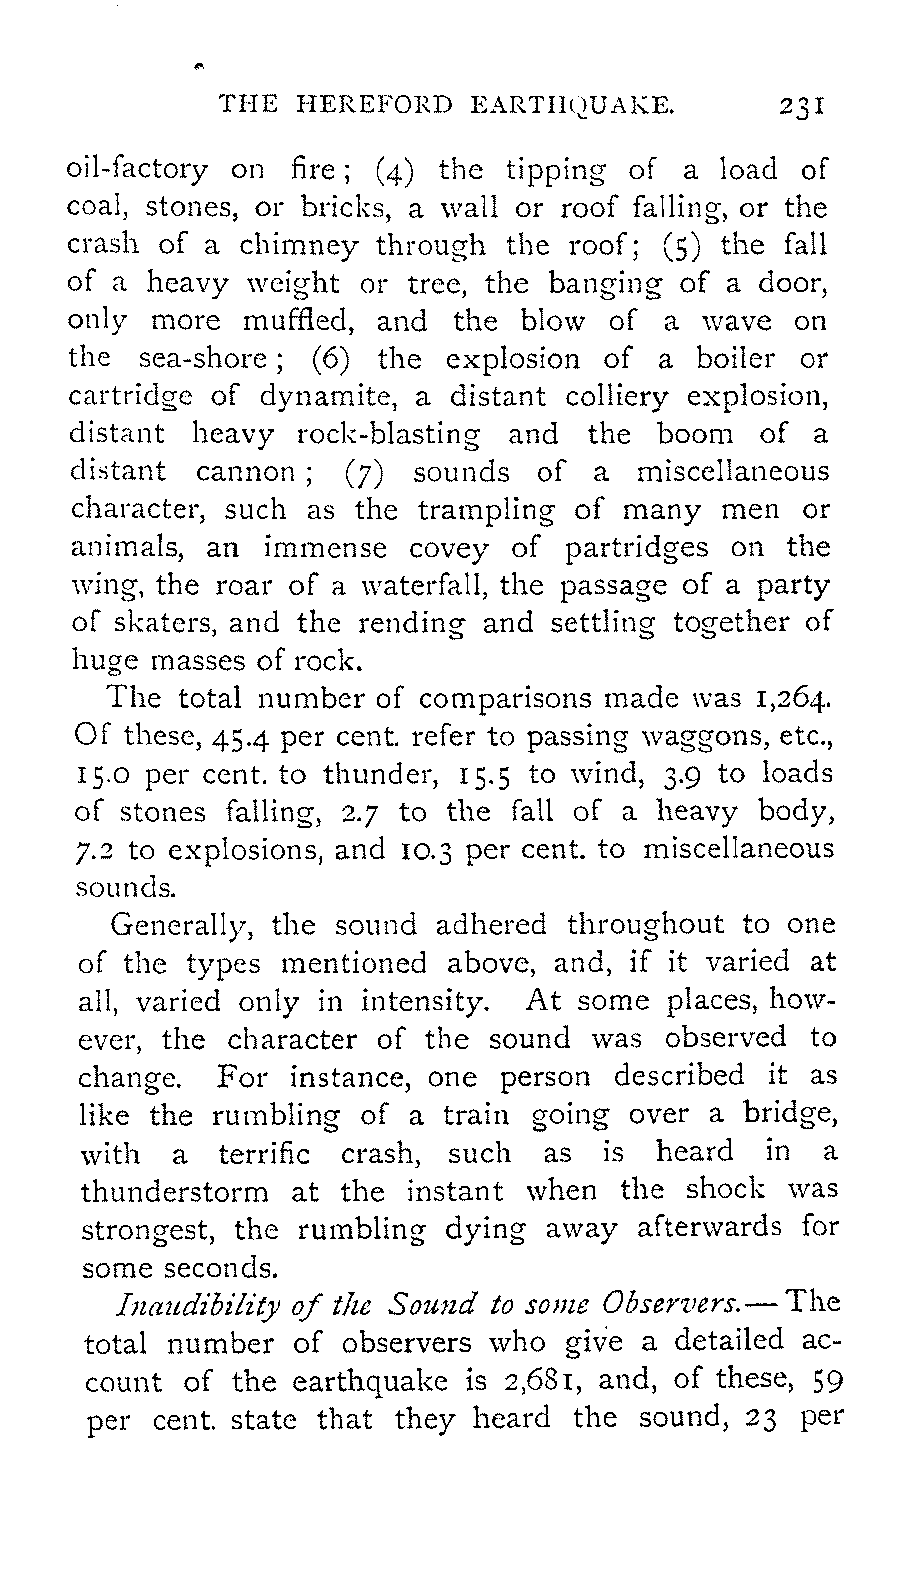 THE HEREFORD EARTHQUAKE. 231
oil-factory on fire; (4) the tipping of a load of
coal, stones, or bricks, a wall or roof falling, or the
crash of a chimney through the roof; (5) the fall
of a heavy weight or tree, the banging of a door,
only more muffled, and the blow of a wave on
the sea-shore; (6) the explosion of a boiler or
cartridge of dynamite, a distant colliery explosion,
distant heavy rock-blasting and the boom of a
distant cannon; (7) sounds of a miscellaneous
character, such as the trampling of many men or
animals, an immense covey of partridges on the
wing, the roar of a waterfall, the passage of a party
of skaters, and the rending and settling together of
huge masses of rock.
The total number of comparisons made was 1,264.
Of these, 45.4 per cent. refer to passing waggons, etc.,
15.0 per cent. to thunder, 15.5 to wind, 3.9 to loads
of stones falling, 2.7 to the fall of a heavy body,
7.2 to explosions, and 10.3 per cent. to miscellaneous
sounds.
Generally, the sound adhered throughout to one
of the types mentioned above, and, if it varied at
all, varied only in intensity. At some places, how-
ever, the character of the sound was observed to
change. For instance, one person described it as
like the rumbling of a train going over a bridge,
with a terrific crash, such as is heard in a
thunderstorm at the instant when the shock was
strongest, the rumbling dying away afterwards for
some seconds.
Inaudibility of the Sound to some Observers.—The
total number of observers who give a detailed ac-
count of the earthquake is 2,681, and, of these, 59
per cent. state that they heard the sound, 23 per